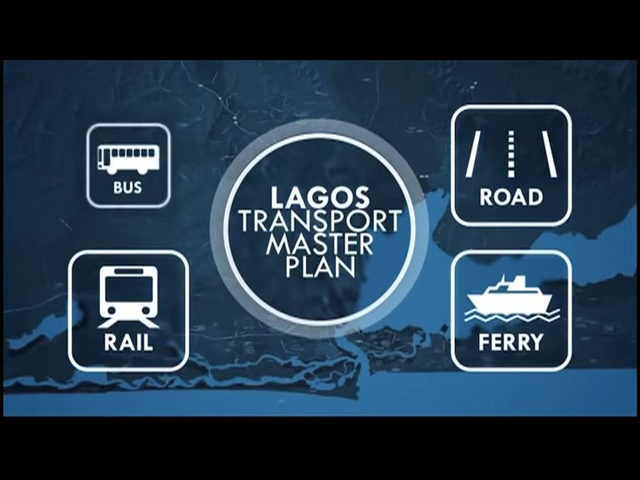 BUS
RAIL
LAGOS
TRANSPORT
MASTER
PLAN
ROAD
FERRY